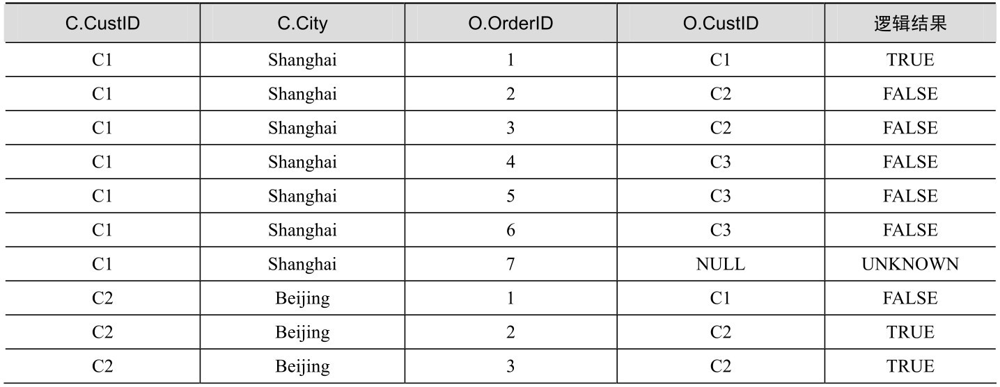 C.CustID C.City O.OrderID O.CustID 逻辑结果
C1 Shanghai 1 C1 TRUE
C1 Shanghai 2 C2 FALSE
C1 Shanghai 3 C2 FALSE
C1 Shanghai 4 C3 FALSE
C1 Shanghai 5 C3 FALSE
C1 Shanghai 6 C3 FALSE
C1 Shanghai 7 NULL UNKNOWN
C2 Beijing 1 C1 FALSE
C2 Beijing 2 C2 TRUE
C2 Beijing 3 C2 TRUE